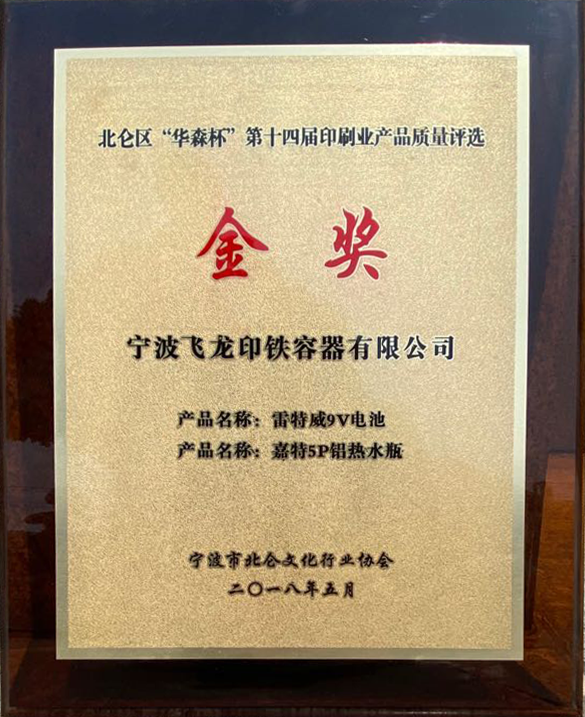 北仑区“华森杯”第十四届印刷业产品质量评选
金奖
宁波飞龙印铁容器有限公司
产品名称：雷特威9V电池
产品名称：嘉特5P铝热水瓶
宁波市北仑文化行业协会
二〇一八年五月